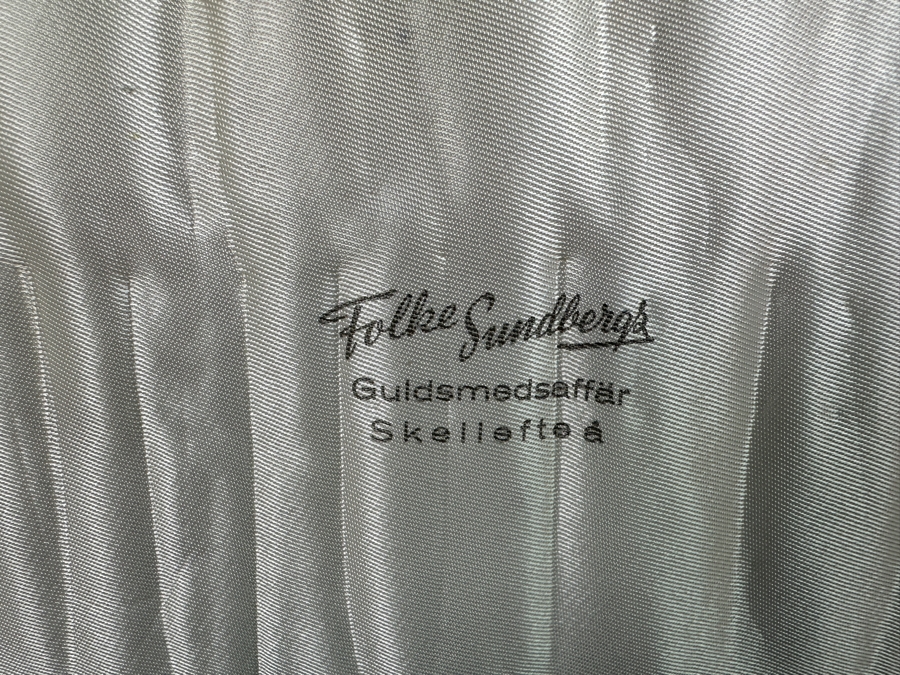 Folke Sundbergs
Guldsmedsaffär
Skellefteå